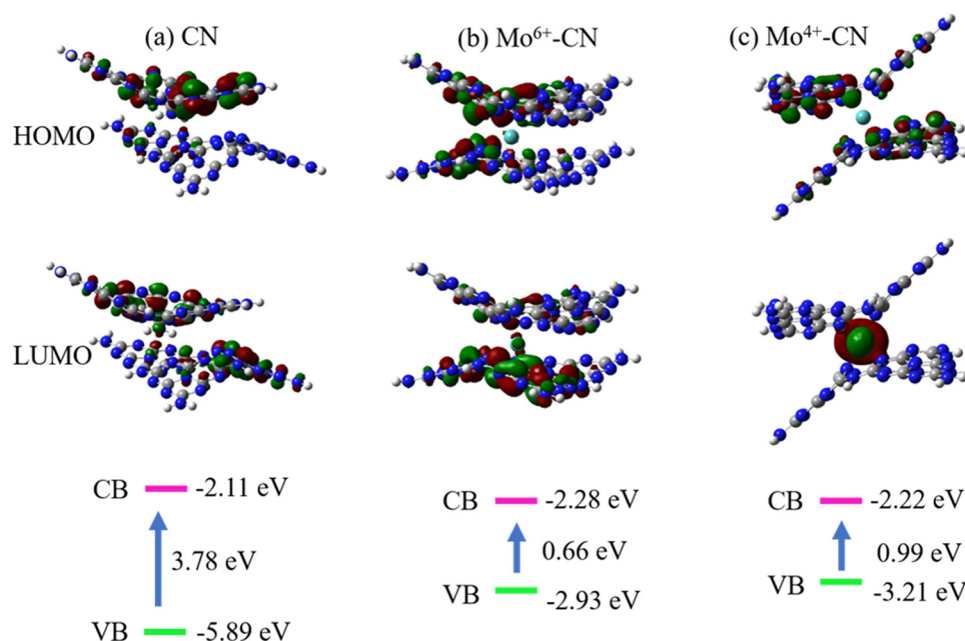 (a) CN
(b) Mo⁶⁺-CN
(c) Mo⁴⁺-CN
HOMO
LUMO
CB -2.11 eV
3.78 eV
VB -5.89 eV
CB -2.28 eV
0.66 eV
VB -2.93 eV
CB -2.22 eV
0.99 eV
VB -3.21 eV